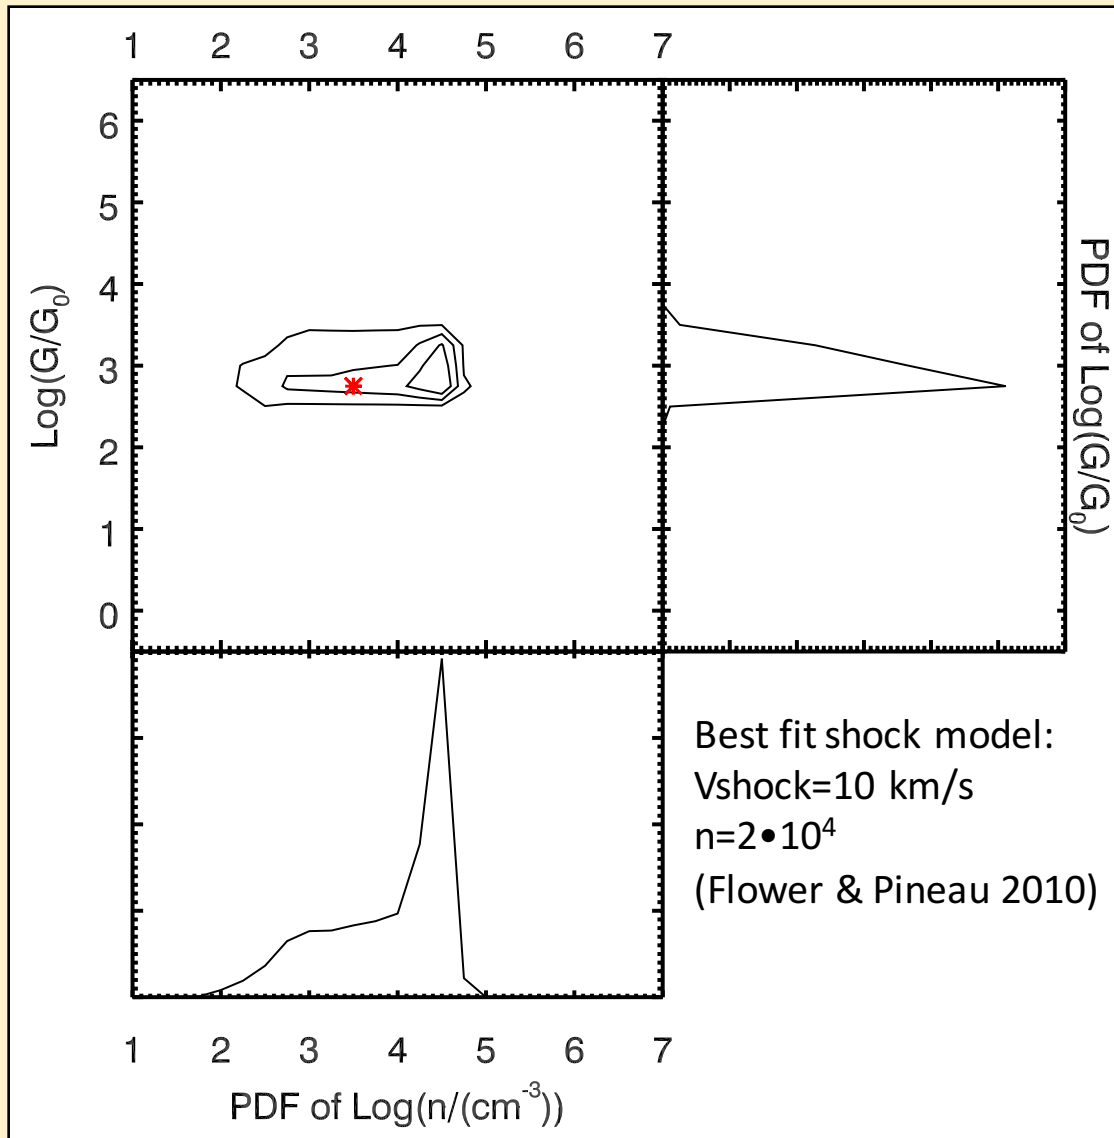 1 2 3 4 5 6 7
6
5
4
3
2
1
0
Log(G/G₀)
PDF of Log(G/G₀)
Best fit shock model:
Vshock=10 km/s
n=2•10⁴
(Flower & Pineau 2010)
1 2 3 4 5 6 7
PDF of Log(n/(cm⁻³))